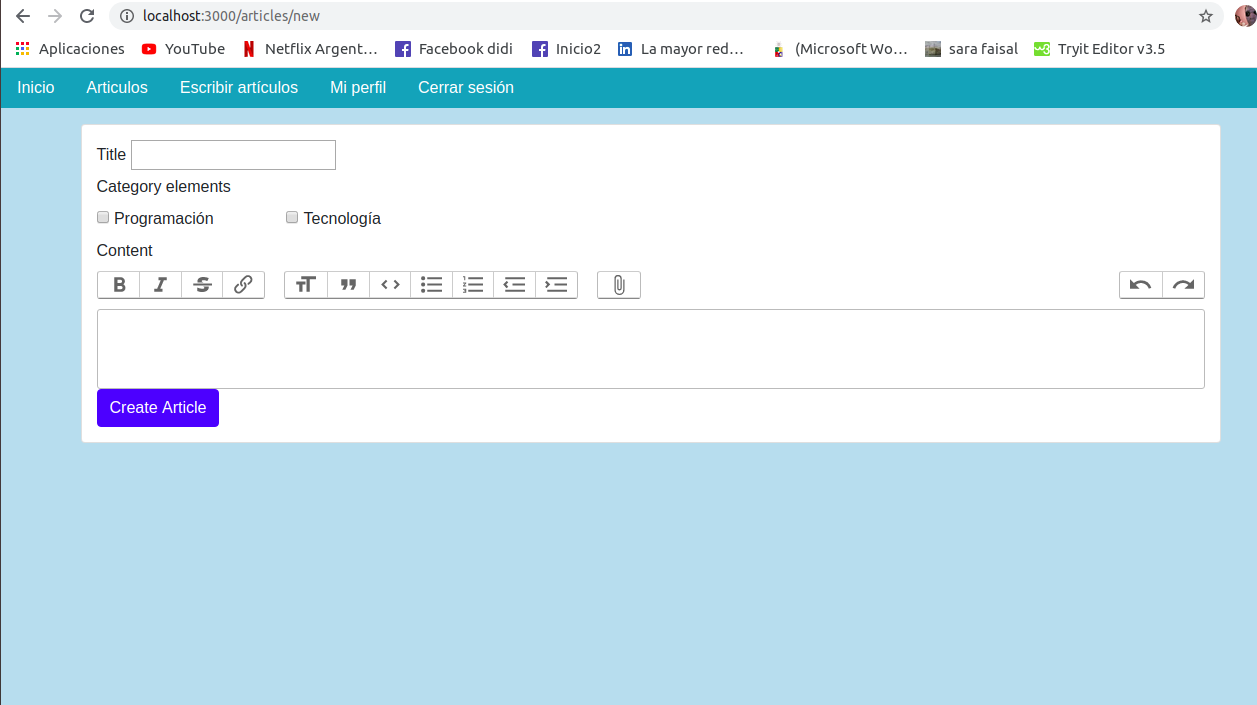 localhost:3000/articles/new
Aplicaciones YouTube Netflix Argent... Facebook didi Inicio2 La mayor red... (Microsoft Wo... sara faisal Tryit Editor v3.5
Inicio Articulos Escribir artículos Mi perfil Cerrar sesión
Title
Category elements
Programación Tecnología
Content
Create Article